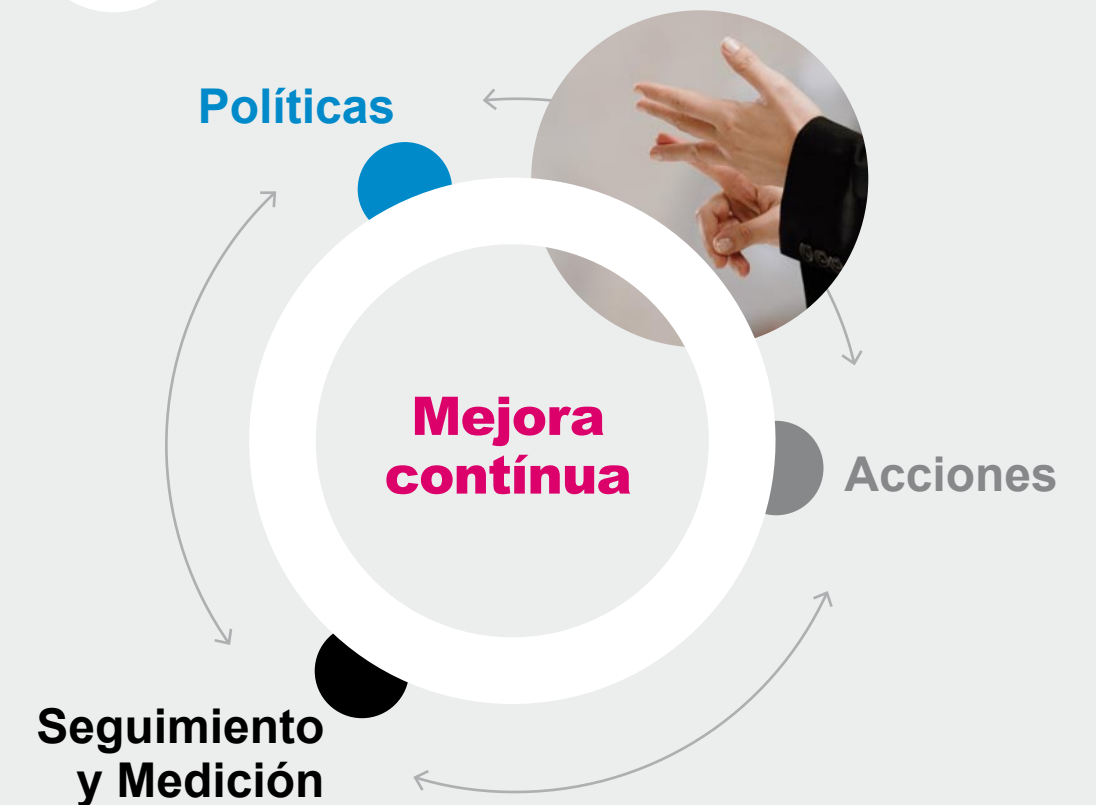 Políticas
Mejora
contínua
Acciones
Seguimiento
y Medición